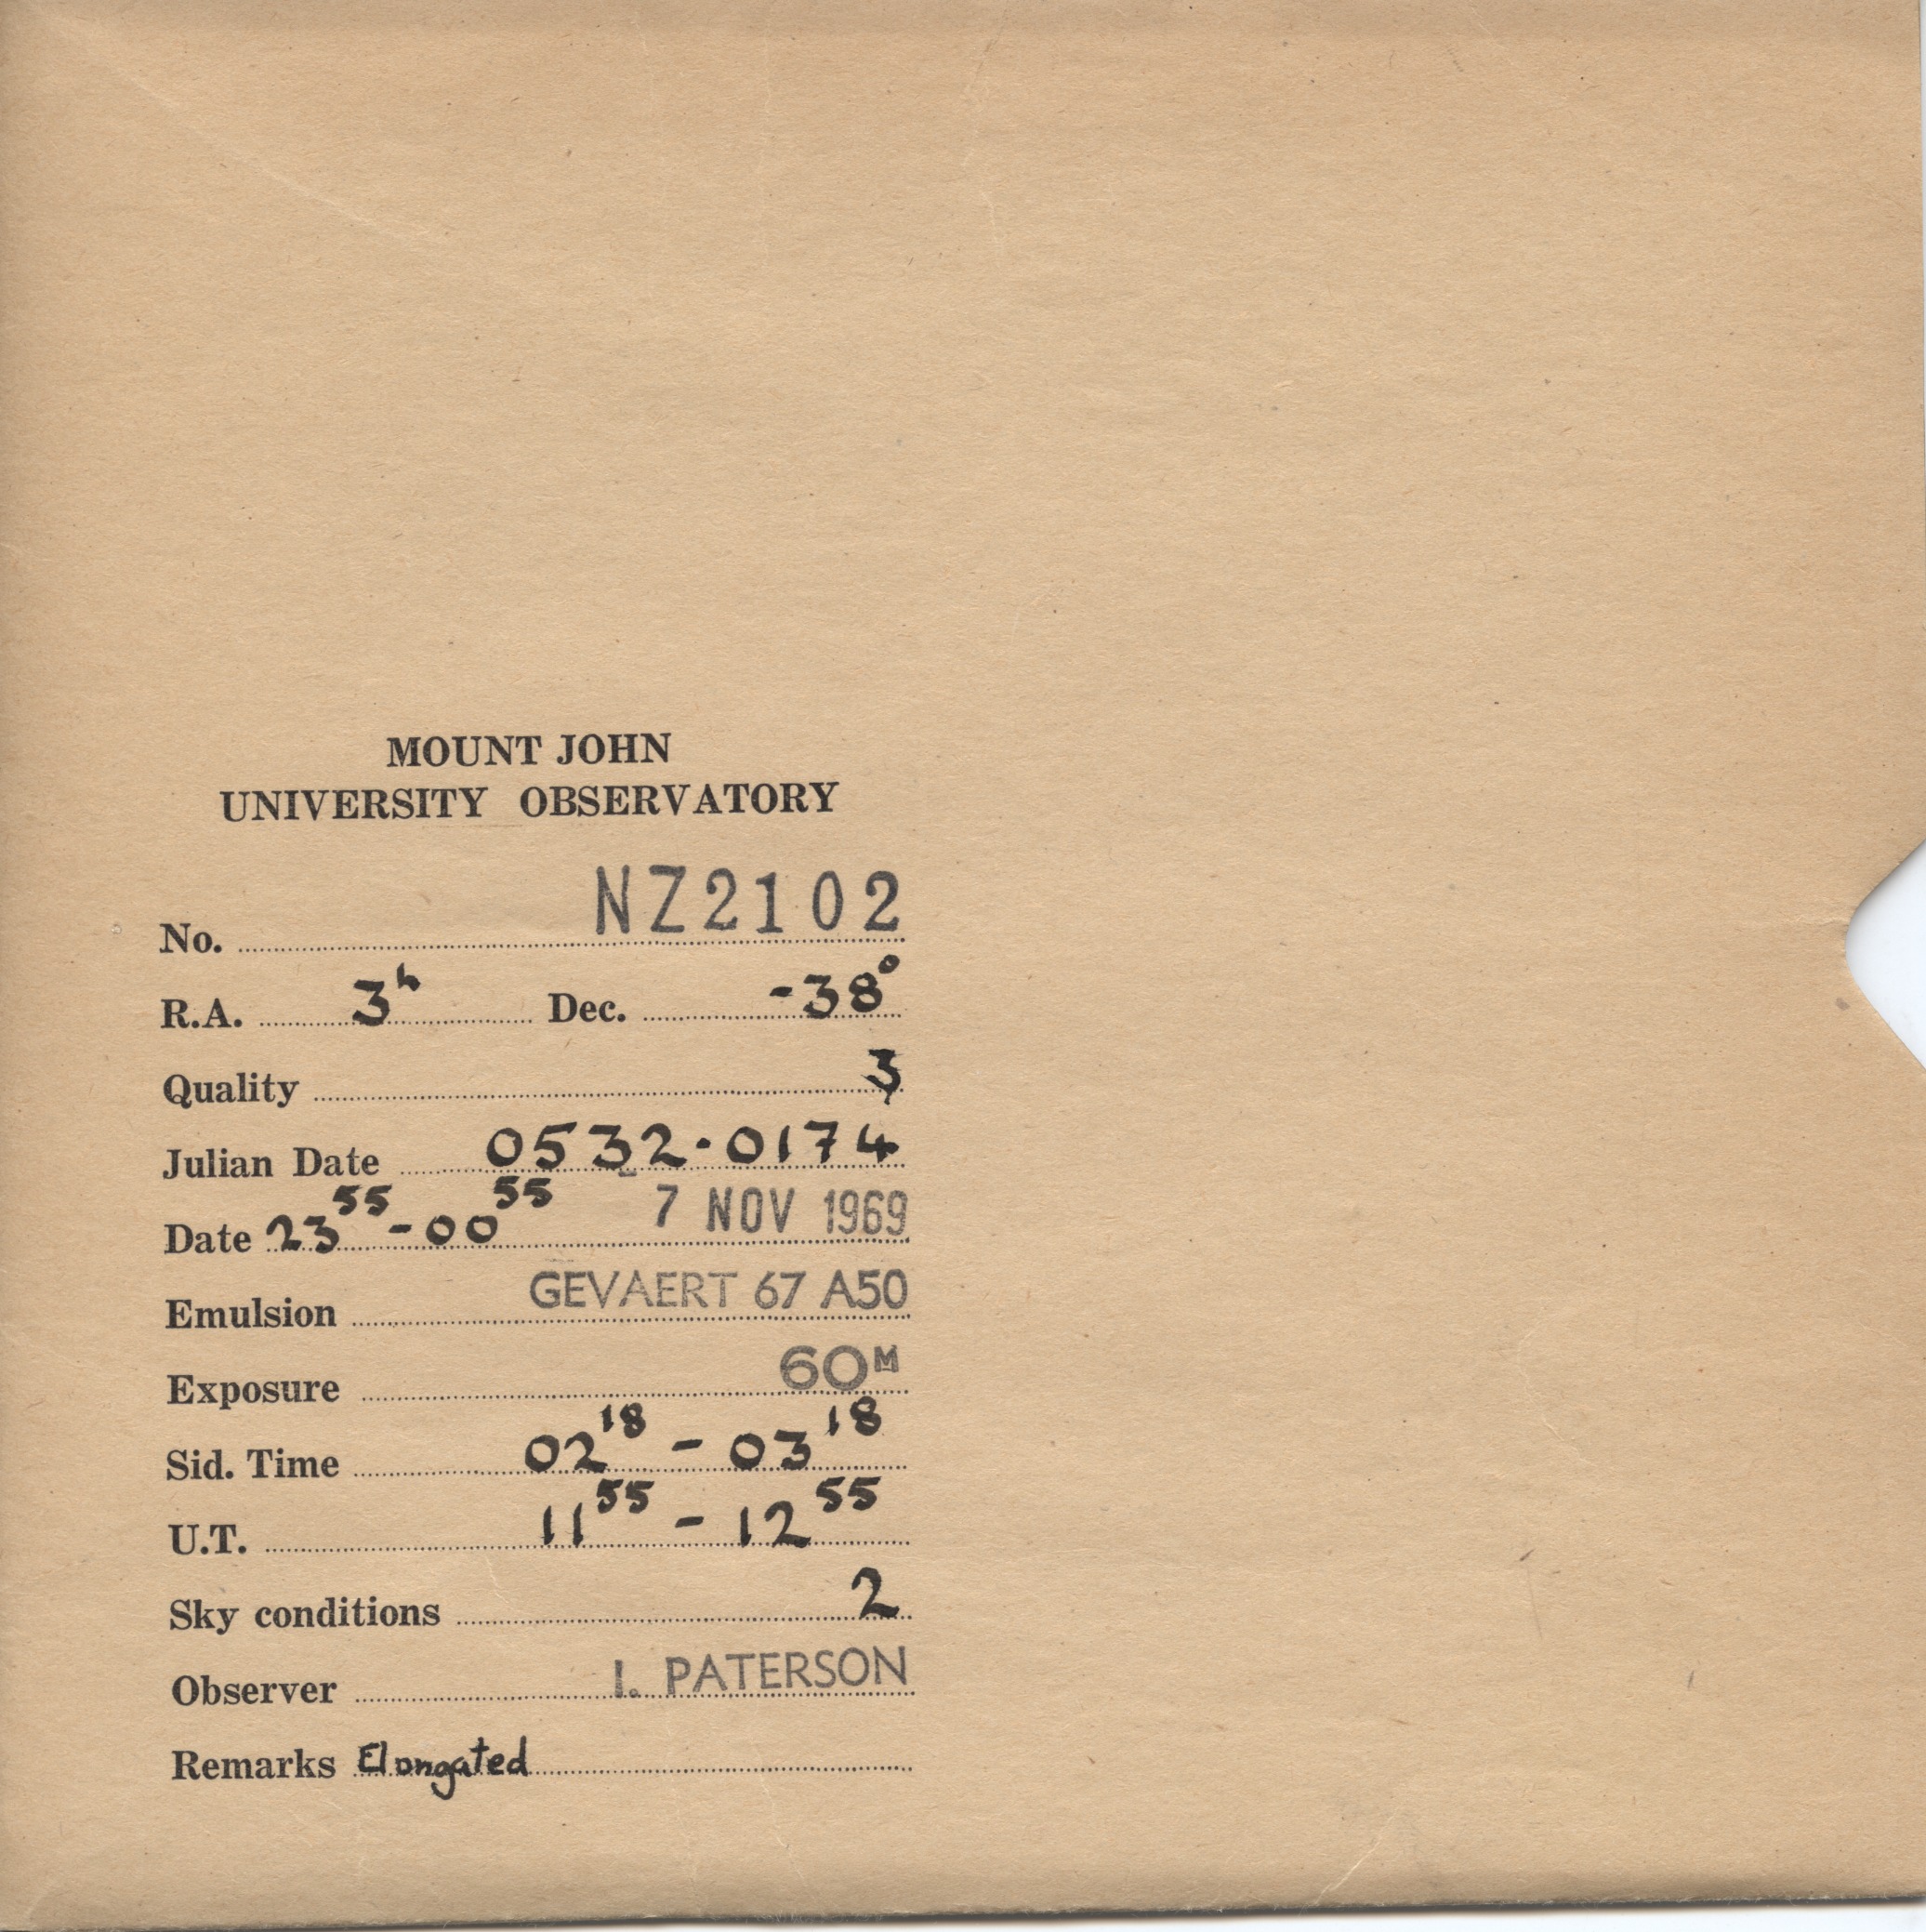 MOUNT JOHN
UNIVERSITY OBSERVATORY
No. NZ2102
R.A. 3h Dec. -38°
Quality 3
Julian Date 0532.0174
Date 23 55 - 00 55 7 NOV 1969
Emulsion GEVAERT 67 A50
Exposure 60M
Sid. Time 02 18 - 03 18
U.T. 11 55 - 12 55
Sky conditions 2
Observer I. PATERSON
Remarks Elongated